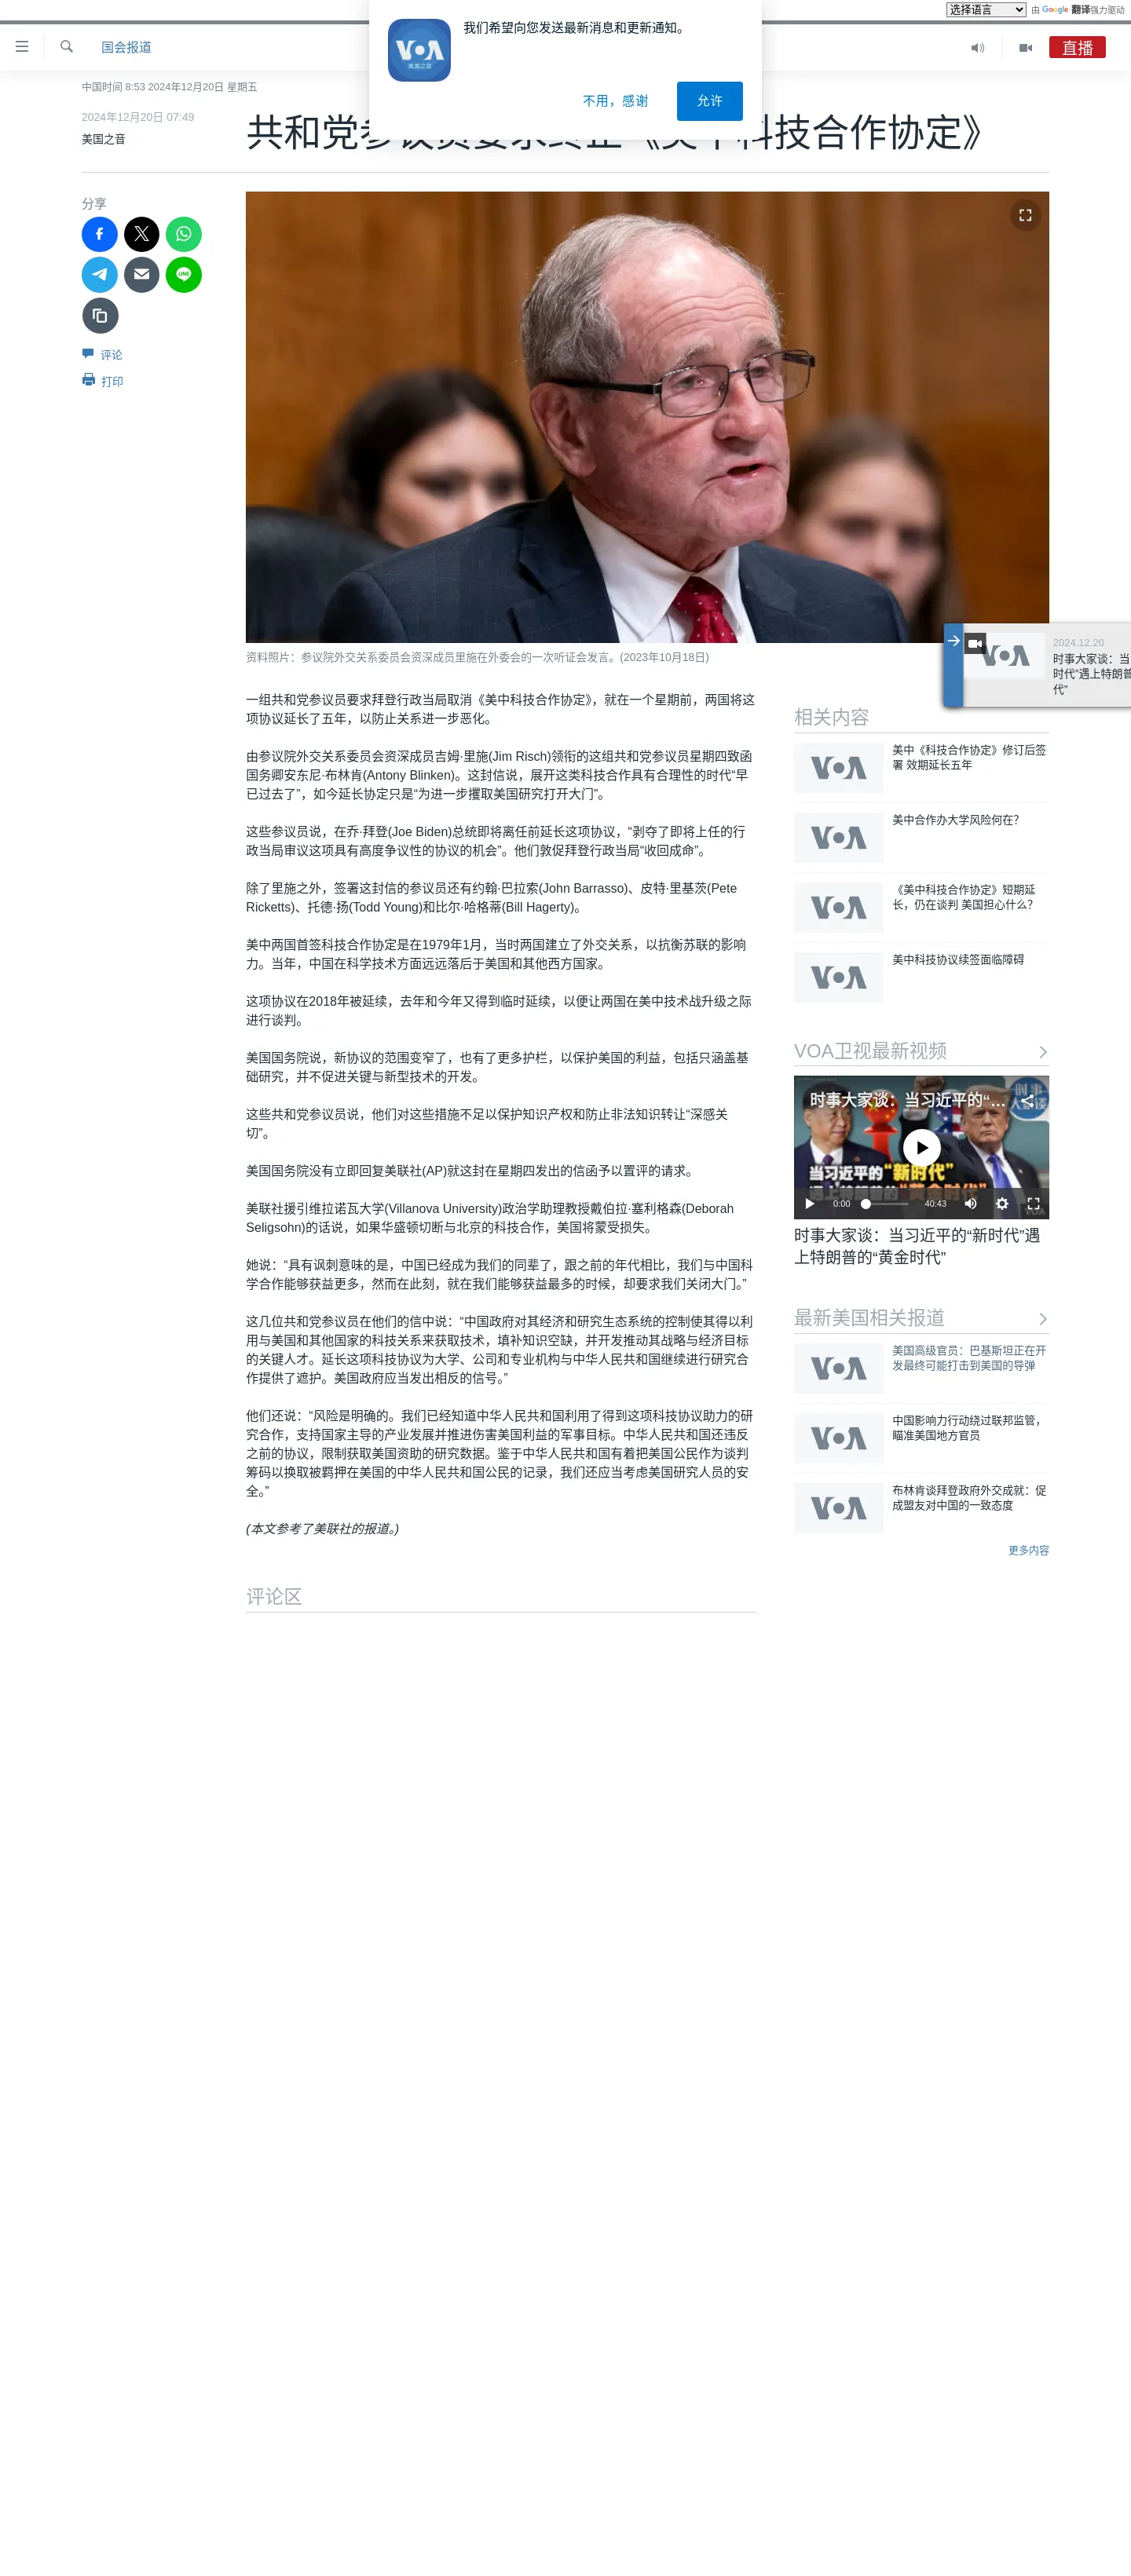 选择语言
由 Google 翻译强力驱动
国会报道
直播
VOA
美国之音
我们希望向您发送最新消息和更新通知。
不用，感谢
允许
中国时间 8:53 2024年12月20日 星期五
2024年12月20日 07:49
美国之音
共和党参议员要求终止《美中科技合作协定》
分享
LINE
评论
打印
资料照片：参议院外交关系委员会资深成员里施在外委会的一次听证会发言。(2023年10月18日)
VOA
2024.12.20
时事大家谈：当
时代”遇上特朗普
代”
一组共和党参议员要求拜登行政当局取消《美中科技合作协定》，就在一个星期前，两国将这
项协议延长了五年，以防止关系进一步恶化。
由参议院外交关系委员会资深成员吉姆·里施(Jim Risch)领衔的这组共和党参议员星期四致函
国务卿安东尼·布林肯(Antony Blinken)。这封信说，展开这类科技合作具有合理性的时代“早
已过去了”，如今延长协定只是“为进一步攫取美国研究打开大门”。
这些参议员说，在乔·拜登(Joe Biden)总统即将离任前延长这项协议，“剥夺了即将上任的行
政当局审议这项具有高度争议性的协议的机会”。他们敦促拜登行政当局“收回成命”。
除了里施之外，签署这封信的参议员还有约翰·巴拉索(John Barrasso)、皮特·里基茨(Pete
Ricketts)、托德·扬(Todd Young)和比尔·哈格蒂(Bill Hagerty)。
美中两国首签科技合作协定是在1979年1月，当时两国建立了外交关系，以抗衡苏联的影响
力。当年，中国在科学技术方面远远落后于美国和其他西方国家。
这项协议在2018年被延续，去年和今年又得到临时延续，以便让两国在美中技术战升级之际
进行谈判。
美国国务院说，新协议的范围变窄了，也有了更多护栏，以保护美国的利益，包括只涵盖基
础研究，并不促进关键与新型技术的开发。
这些共和党参议员说，他们对这些措施不足以保护知识产权和防止非法知识转让“深感关
切”。
美国国务院没有立即回复美联社(AP)就这封在星期四发出的信函予以置评的请求。
美联社援引维拉诺瓦大学(Villanova University)政治学助理教授戴伯拉·塞利格森(Deborah
Seligsohn)的话说，如果华盛顿切断与北京的科技合作，美国将蒙受损失。
她说：“具有讽刺意味的是，中国已经成为我们的同辈了，跟之前的年代相比，我们与中国科
学合作能够获益更多，然而在此刻，就在我们能够获益最多的时候，却要求我们关闭大门。”
这几位共和党参议员在他们的信中说：“中国政府对其经济和研究生态系统的控制使其得以利
用与美国和其他国家的科技关系来获取技术，填补知识空缺，并开发推动其战略与经济目标
的关键人才。延长这项科技协议为大学、公司和专业机构与中华人民共和国继续进行研究合
作提供了遮护。美国政府应当发出相反的信号。”
他们还说：“风险是明确的。我们已经知道中华人民共和国利用了得到这项科技协议助力的研
究合作，支持国家主导的产业发展并推进伤害美国利益的军事目标。中华人民共和国还违反
之前的协议，限制获取美国资助的研究数据。鉴于中华人民共和国有着把美国公民作为谈判
筹码以换取被羁押在美国的中华人民共和国公民的记录，我们还应当考虑美国研究人员的安
全。”
(本文参考了美联社的报道。)
评论区
相关内容
VOA
美中《科技合作协定》修订后签
署 效期延长五年
VOA
美中合作办大学风险何在？
VOA
《美中科技合作协定》短期延
长，仍在谈判 美国担心什么？
VOA
美中科技协议续签面临障碍
VOA卫视最新视频
时事大家谈：当习近平的“…
时事
大家谈
当习近平的“新时代”
遇上特朗普的“黄金时代”
0:00
40:43
时事大家谈：当习近平的“新时代”遇
上特朗普的“黄金时代”
最新美国相关报道
VOA
美国高级官员：巴基斯坦正在开
发最终可能打击到美国的导弹
VOA
中国影响力行动绕过联邦监管，
瞄准美国地方官员
VOA
布林肯谈拜登政府外交成就：促
成盟友对中国的一致态度
更多内容